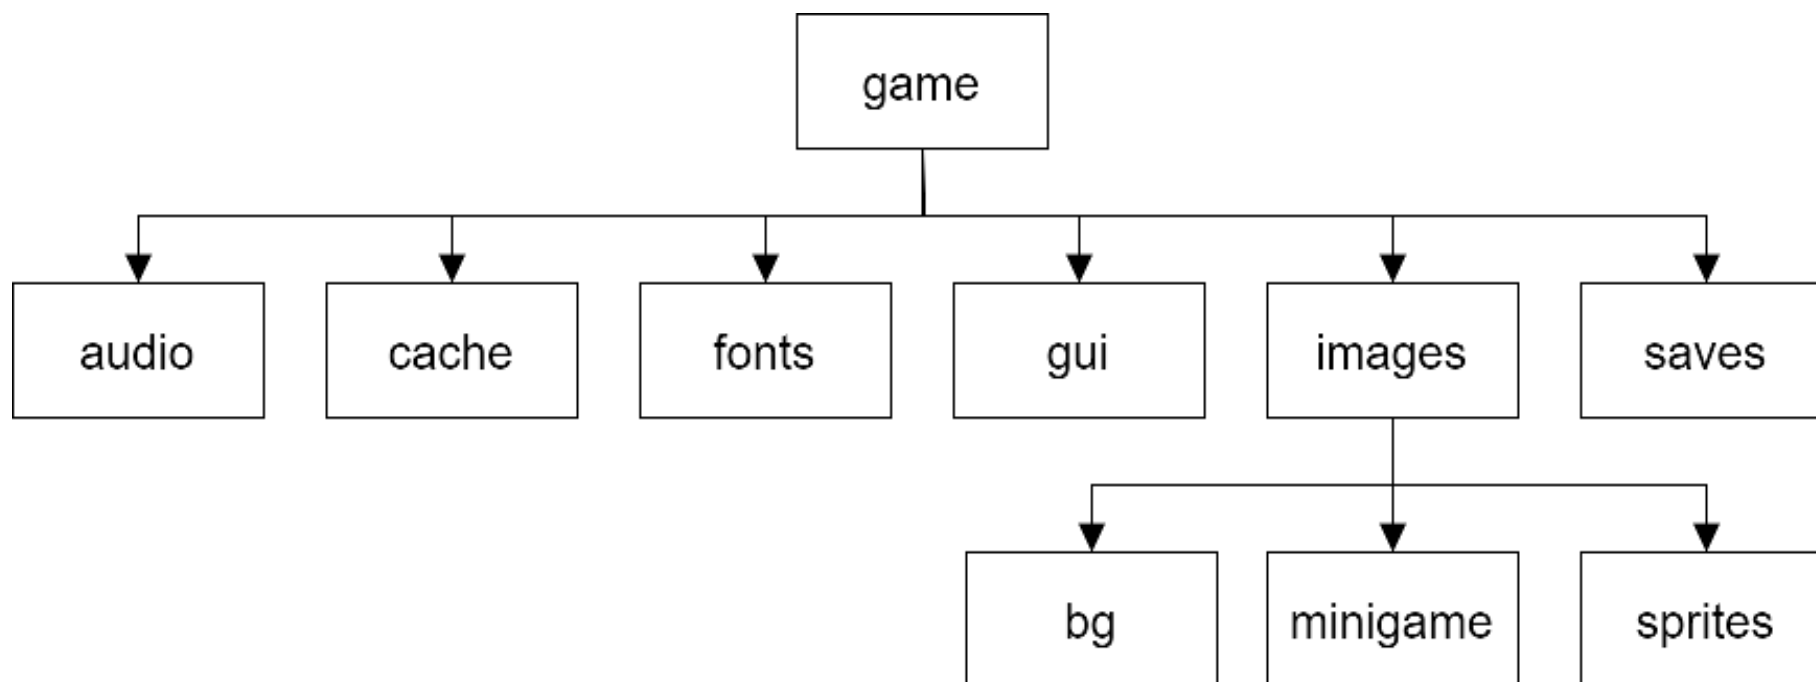 game
audio
cache
fonts
gui
images
saves
bg
minigame
sprites